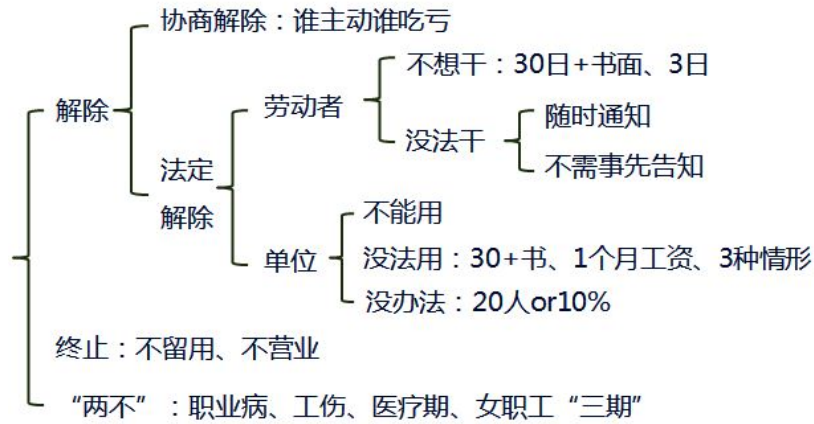 协商解除：谁主动谁吃亏
不想干：30日+书面、3日
解除
劳动者
随时通知
没法干
不需事先告知
法定
解除
不能用
单位
没法用：30+书、1个月工资、3种情形
没办法：20人or10%
终止：不留用、不营业
“两不”：职业病、工伤、医疗期、女职工“三期”